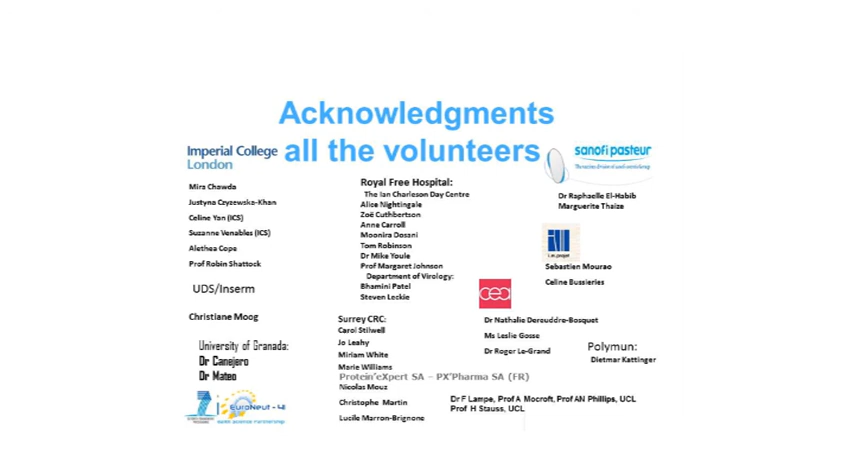 Acknowledgments
all the volunteers
Imperial College
London
Mira Chawda
Justyna Czyzewska-Khan
Celine Yan (ICS)
Suzanne Venables (ICS)
Alethea Cope
Prof Robin Shattock
UDS/Inserm
Christiane Moog
University of Granada:
Dr Canejero
Dr Mateo
EuroNeut-41
Royal Free Hospital:
The Ian Charleson Day Centre
Alice Nightingale
Zoë Cuthbertson
Anne Carroll
Moonira Dosani
Tom Robinson
Dr Mike Youle
Prof Margaret Johnson
Department of Virology:
Bhamini Patel
Steven Leckie
Surrey CRC:
Carol Stilwell
Jo Leahy
Miriam White
Marie Williams
Protein'eXpert SA – PX'Pharma SA (FR)
Nicolas Mouz
Christophe Martin
Lucile Marron-Brignone
sanofi pasteur
Dr Raphaelle El-Habib
Marguerite Thaize
Sebastien Mourao
Celine Bussieries
cea
Dr Nathalie Dereuddre-Bosquet
Ms Leslie Gosse
Dr Roger Le-Grand
Polymun:
Dietmar Kattinger
Dr F Lampe, Prof A Mocroft, Prof AN Phillips, UCL
Prof H Stauss, UCL